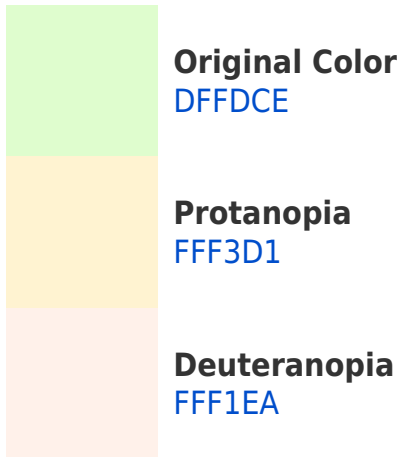 Original Color
DFFDCE
Protanopia
FFF3D1
Deuteranopia
FFF1EA